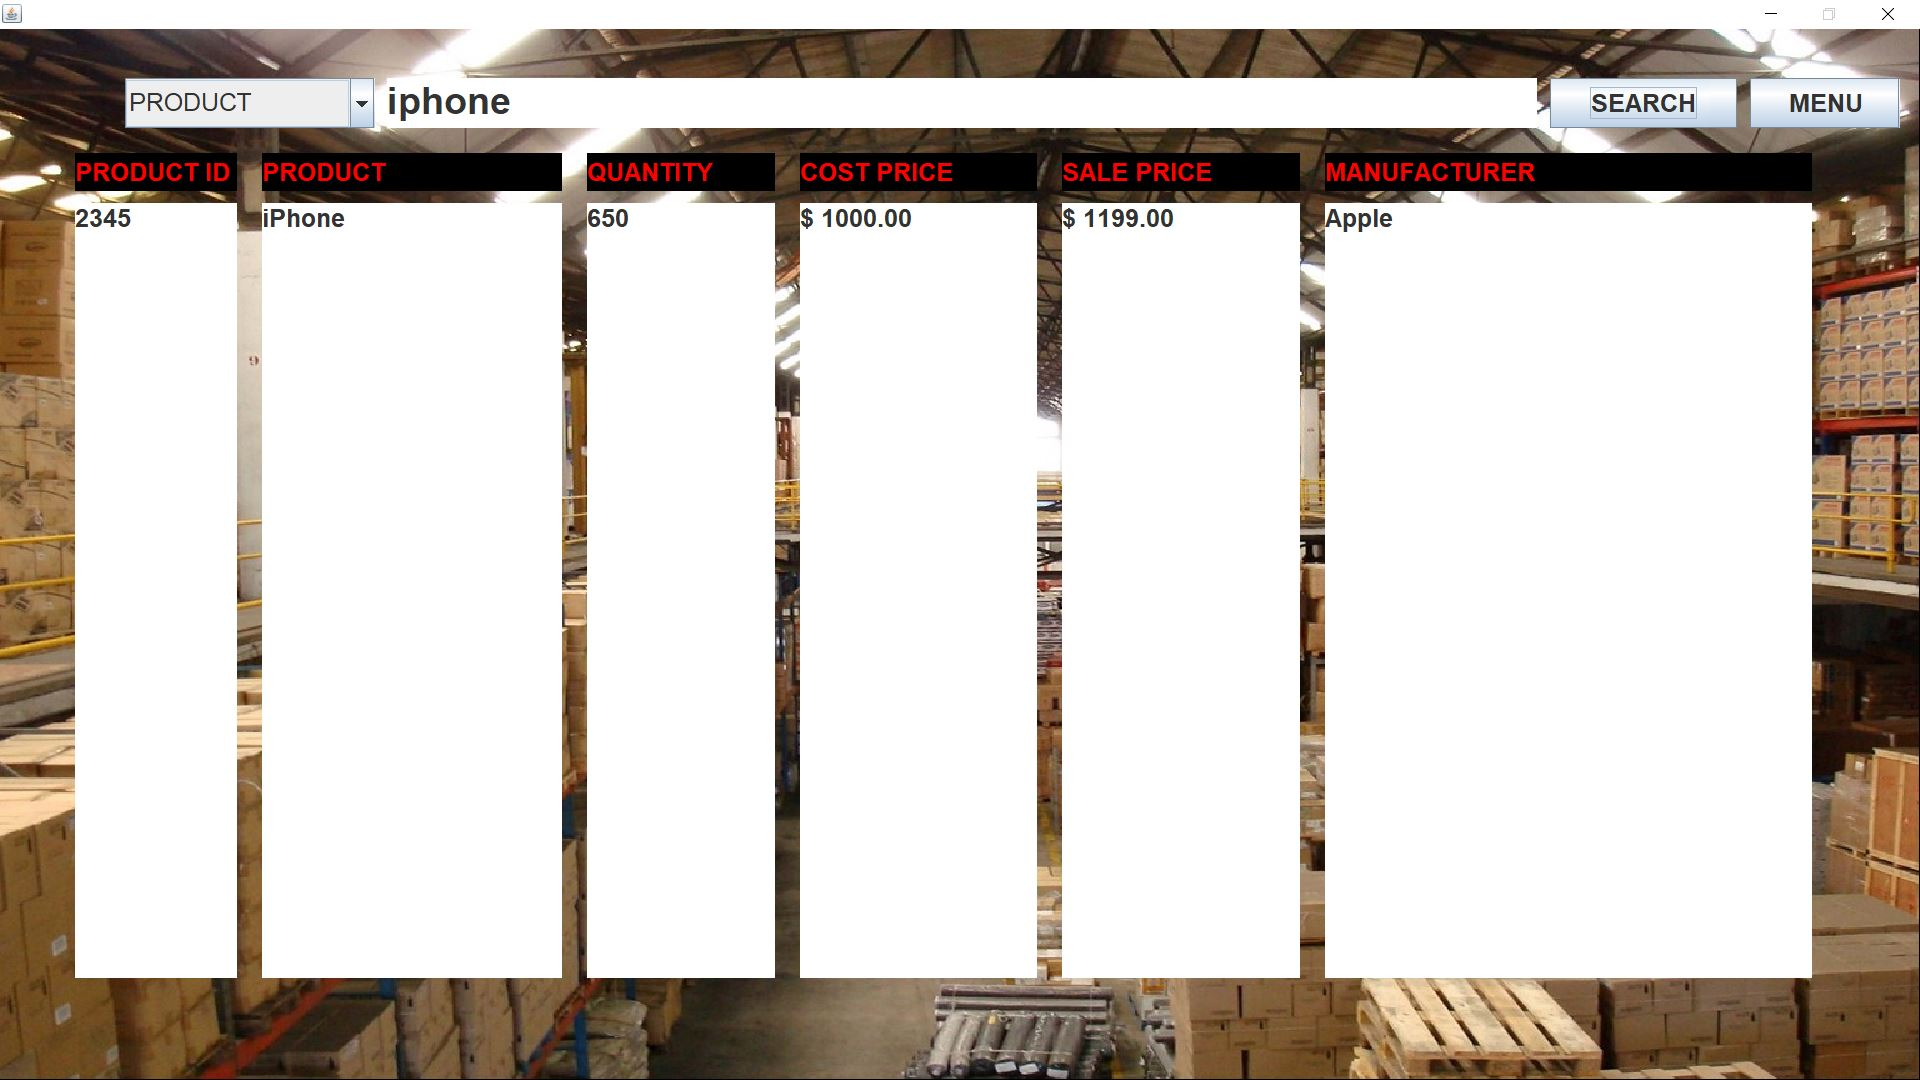 PRODUCT iphone SEARCH MENU
PRODUCT ID PRODUCT QUANTITY COST PRICE SALE PRICE MANUFACTURER
2345 iPhone 650 $ 1000.00 $ 1199.00 Apple